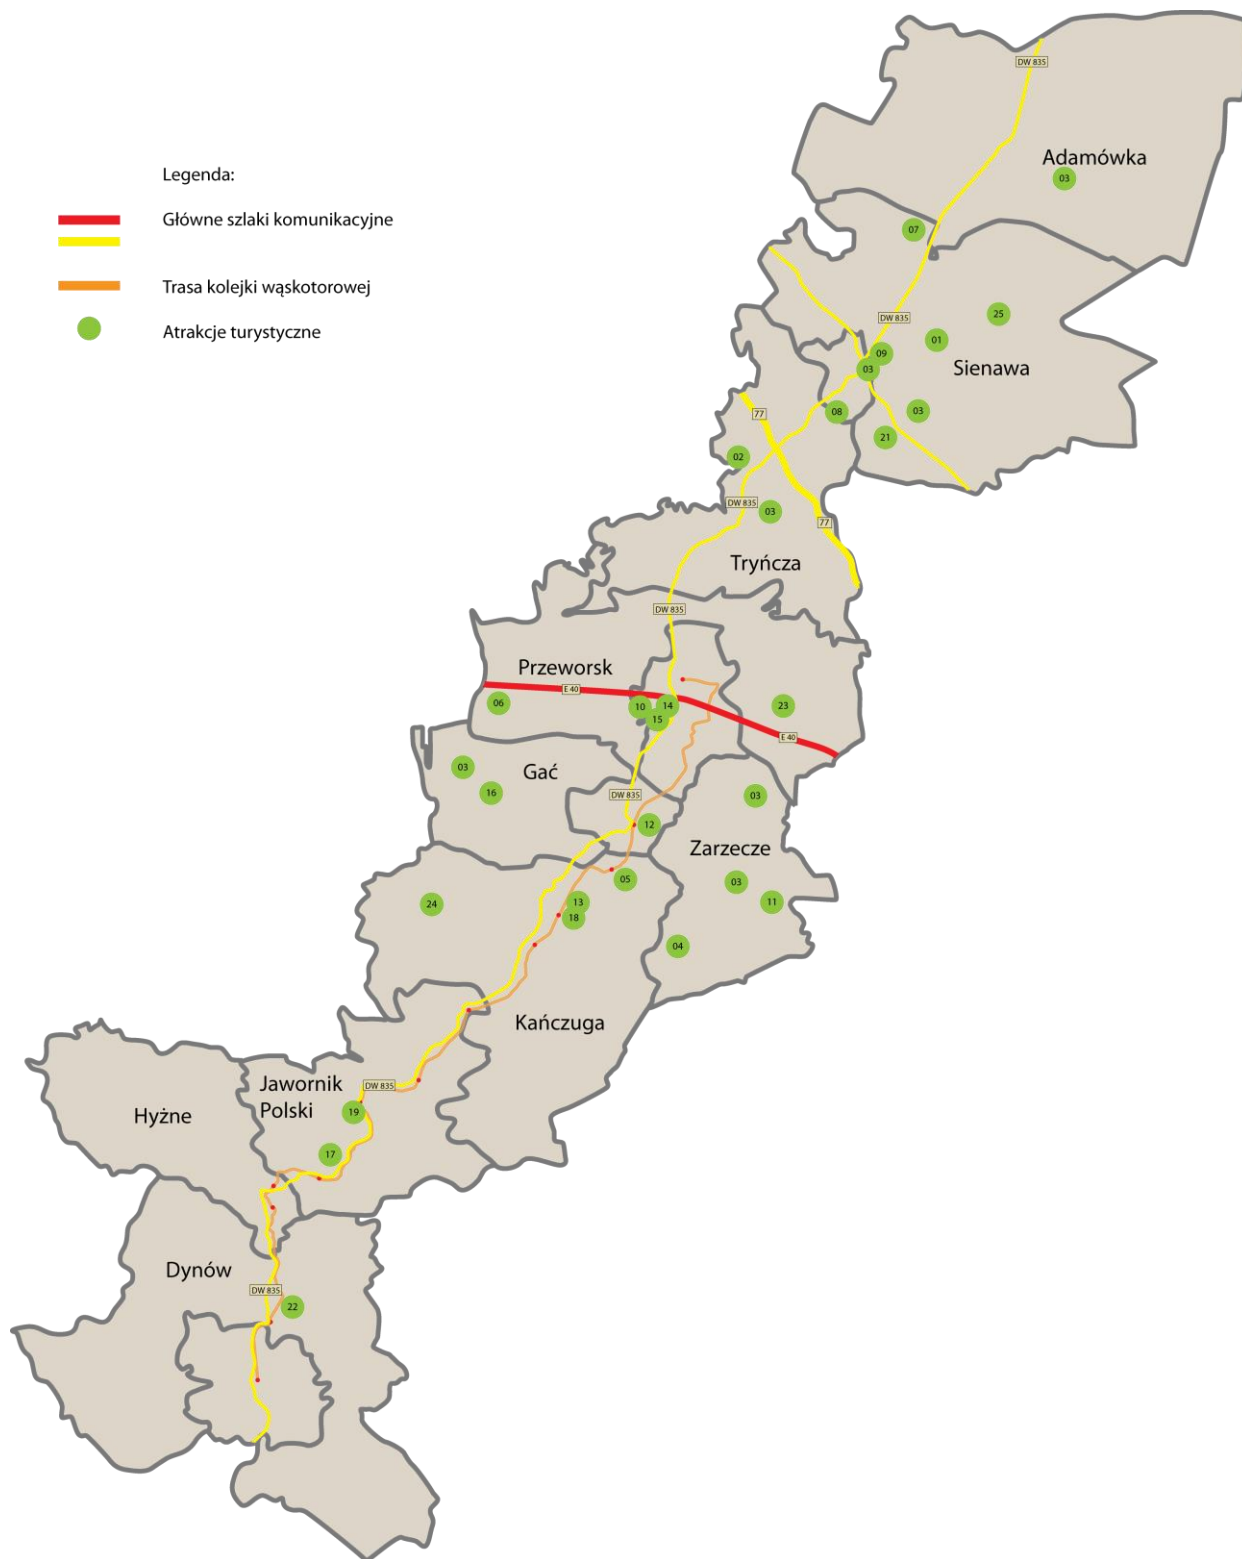 DW 835
Adamówka
03
Legenda:
Główne szlaki komunikacyjne
07
Trasa kolejki wąskotorowej
25
DW 835
Atrakcje turystyczne
01
09
Sienawa
03
77
08
03
21
02
DW 835
03
77
Tryńcza
DW 835
Przeworsk
E 40
06
10
14
23
15
E 40
03
Gać
16
DW 835
03
12
Zarzecze
05
03
24
13
11
18
04
Kańczuga
Jawornik
Polski
DW 835
Hyżne
19
17
Dynów
DW 835
22